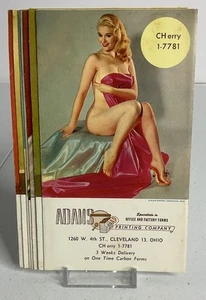 CHerry
1-7781
ADAMS
Specialists in
OFFICE AND FACTORY FORMS
PRINTING COMPANY
1260 W. 4th ST., CLEVELAND 13, OHIO
CHerry 1-7781
3 Weeks Delivery
on One Time Carbon Forms